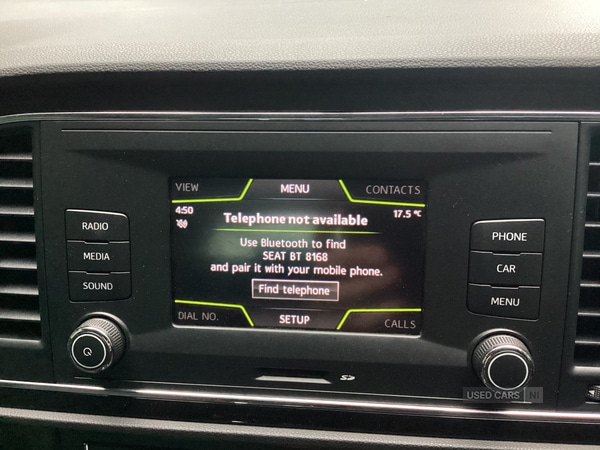 VIEW MENU CONTACTS
4:50 17.5 °C
Telephone not available
Use Bluetooth to find
SEAT BT 8168
and pair it with your mobile phone.
Find telephone
DIAL NO. SETUP CALLS
RADIO
MEDIA
SOUND
PHONE
CAR
MENU
SD
USED CARS NI